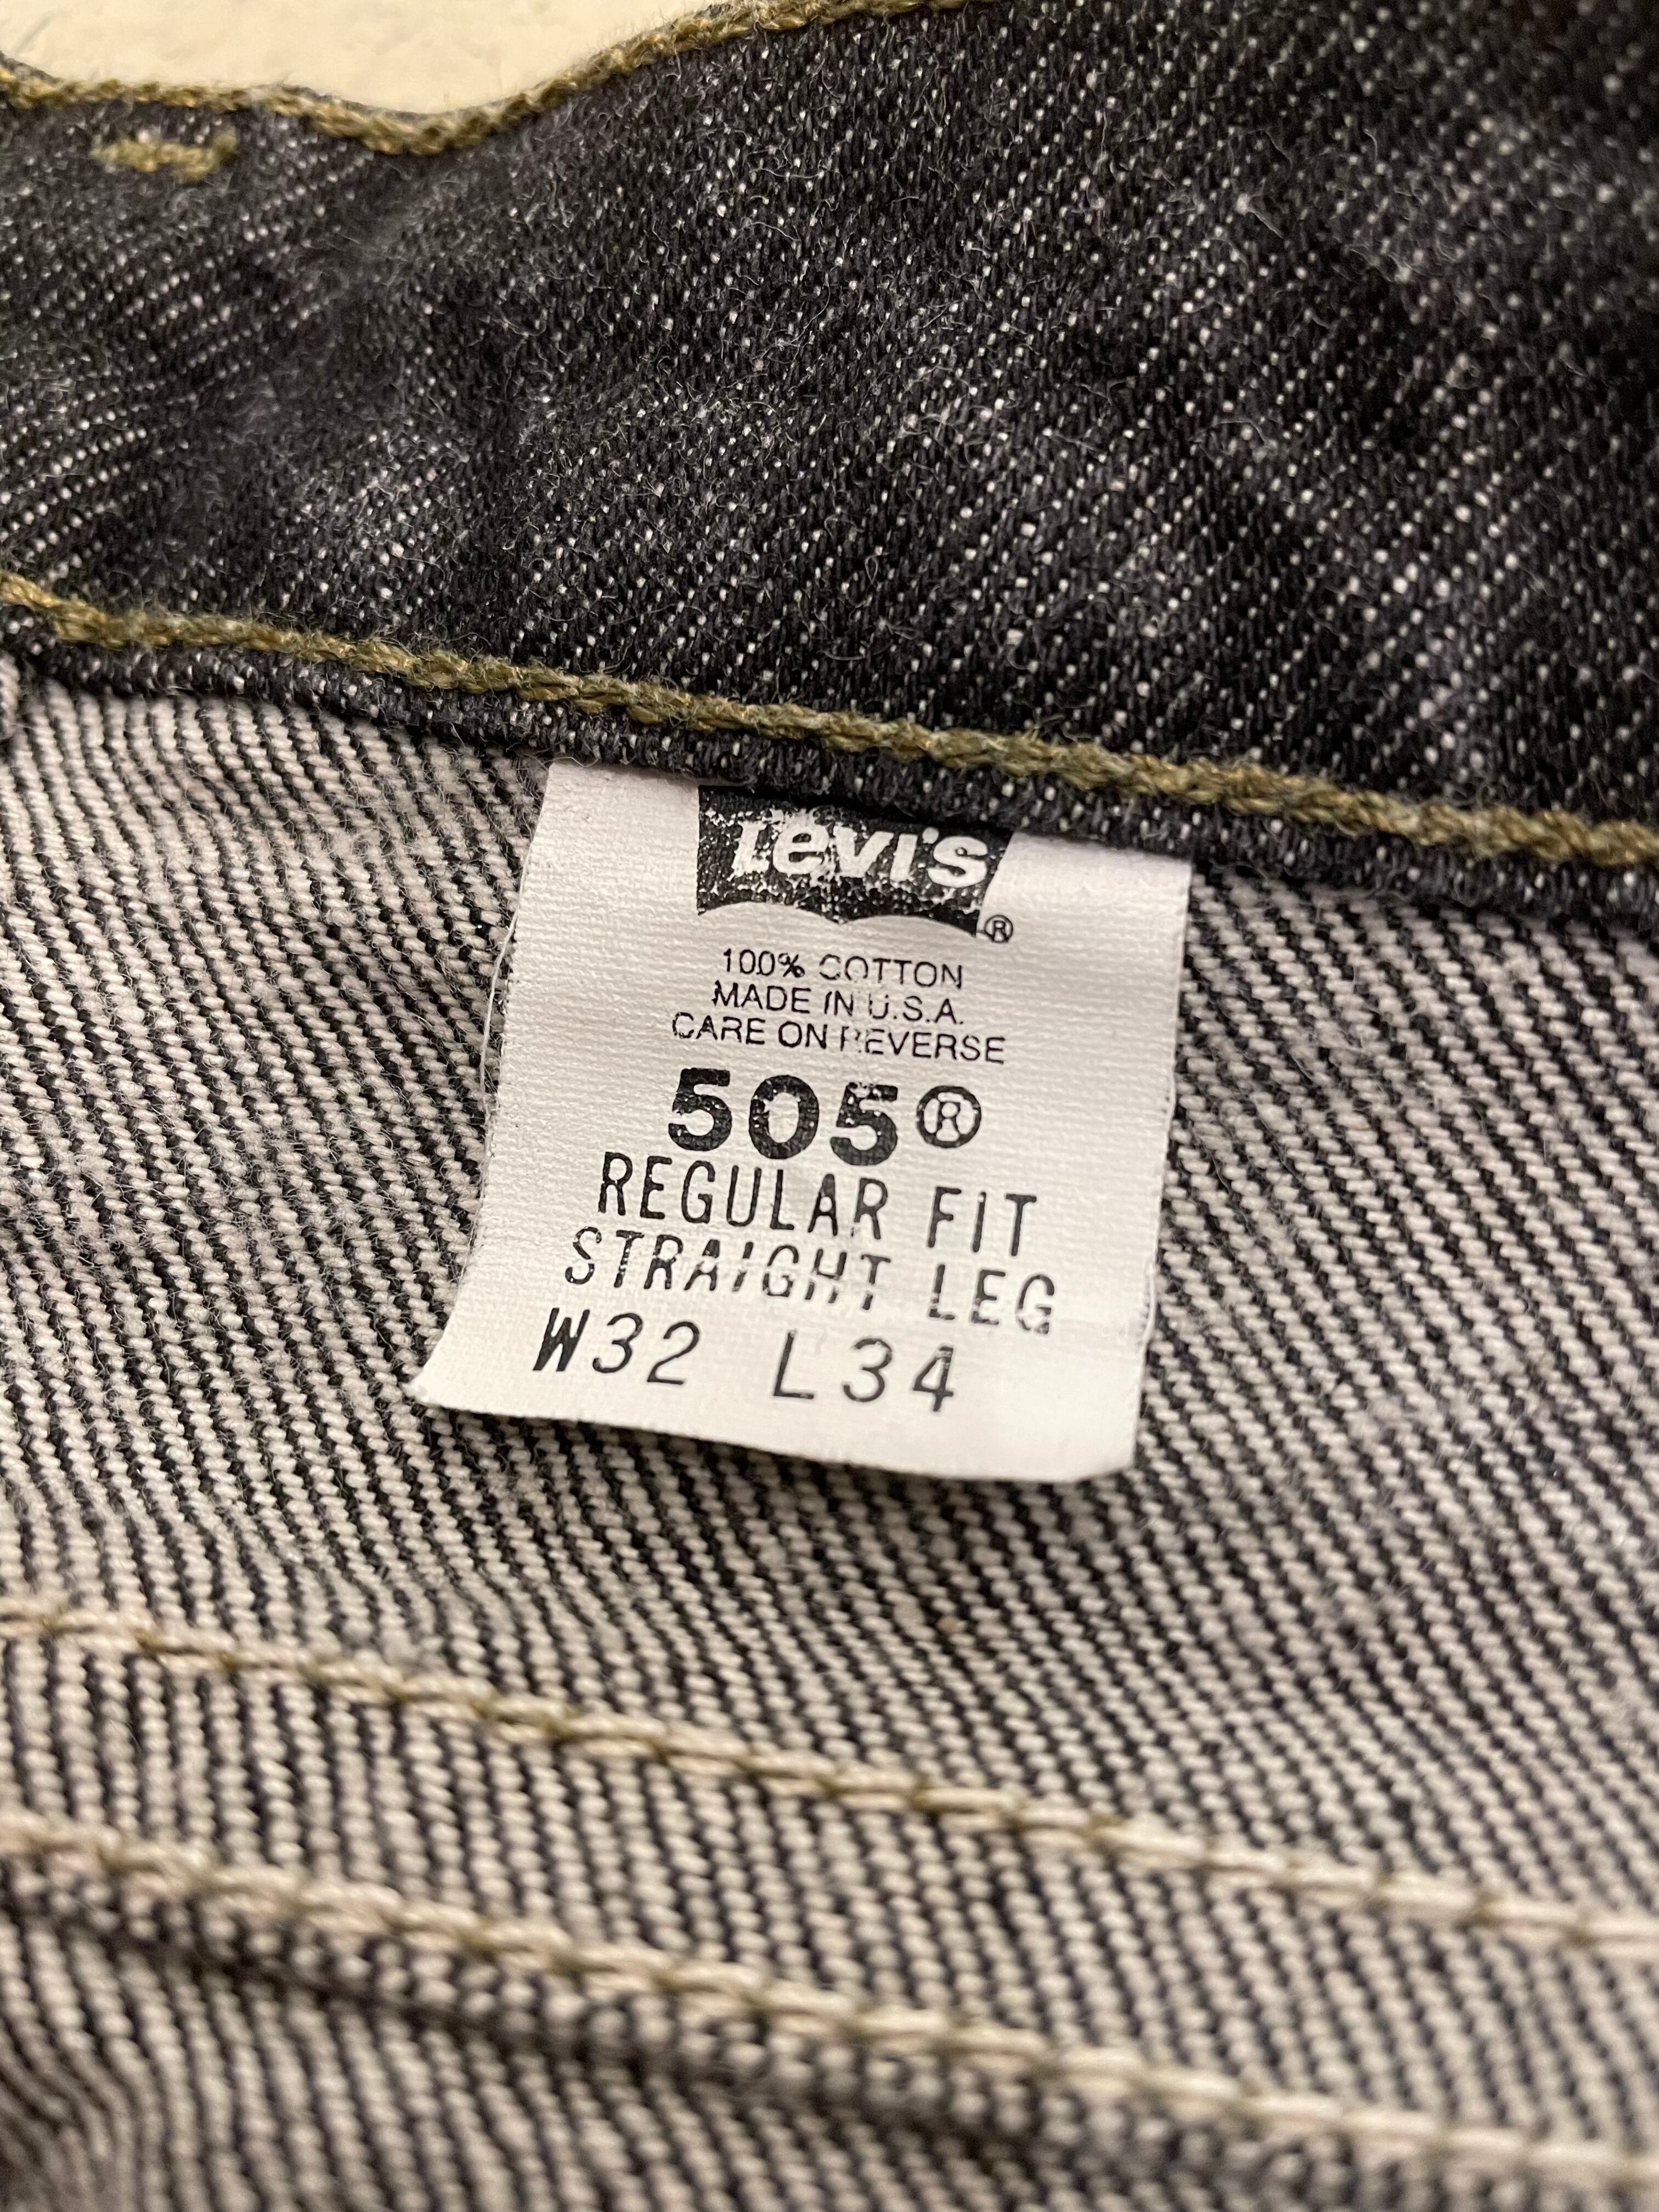 Levi's
®
100% COTTON
MADE IN U.S.A.
CARE ON REVERSE
505®
REGULAR FIT
STRAIGHT LEG
W32 L34